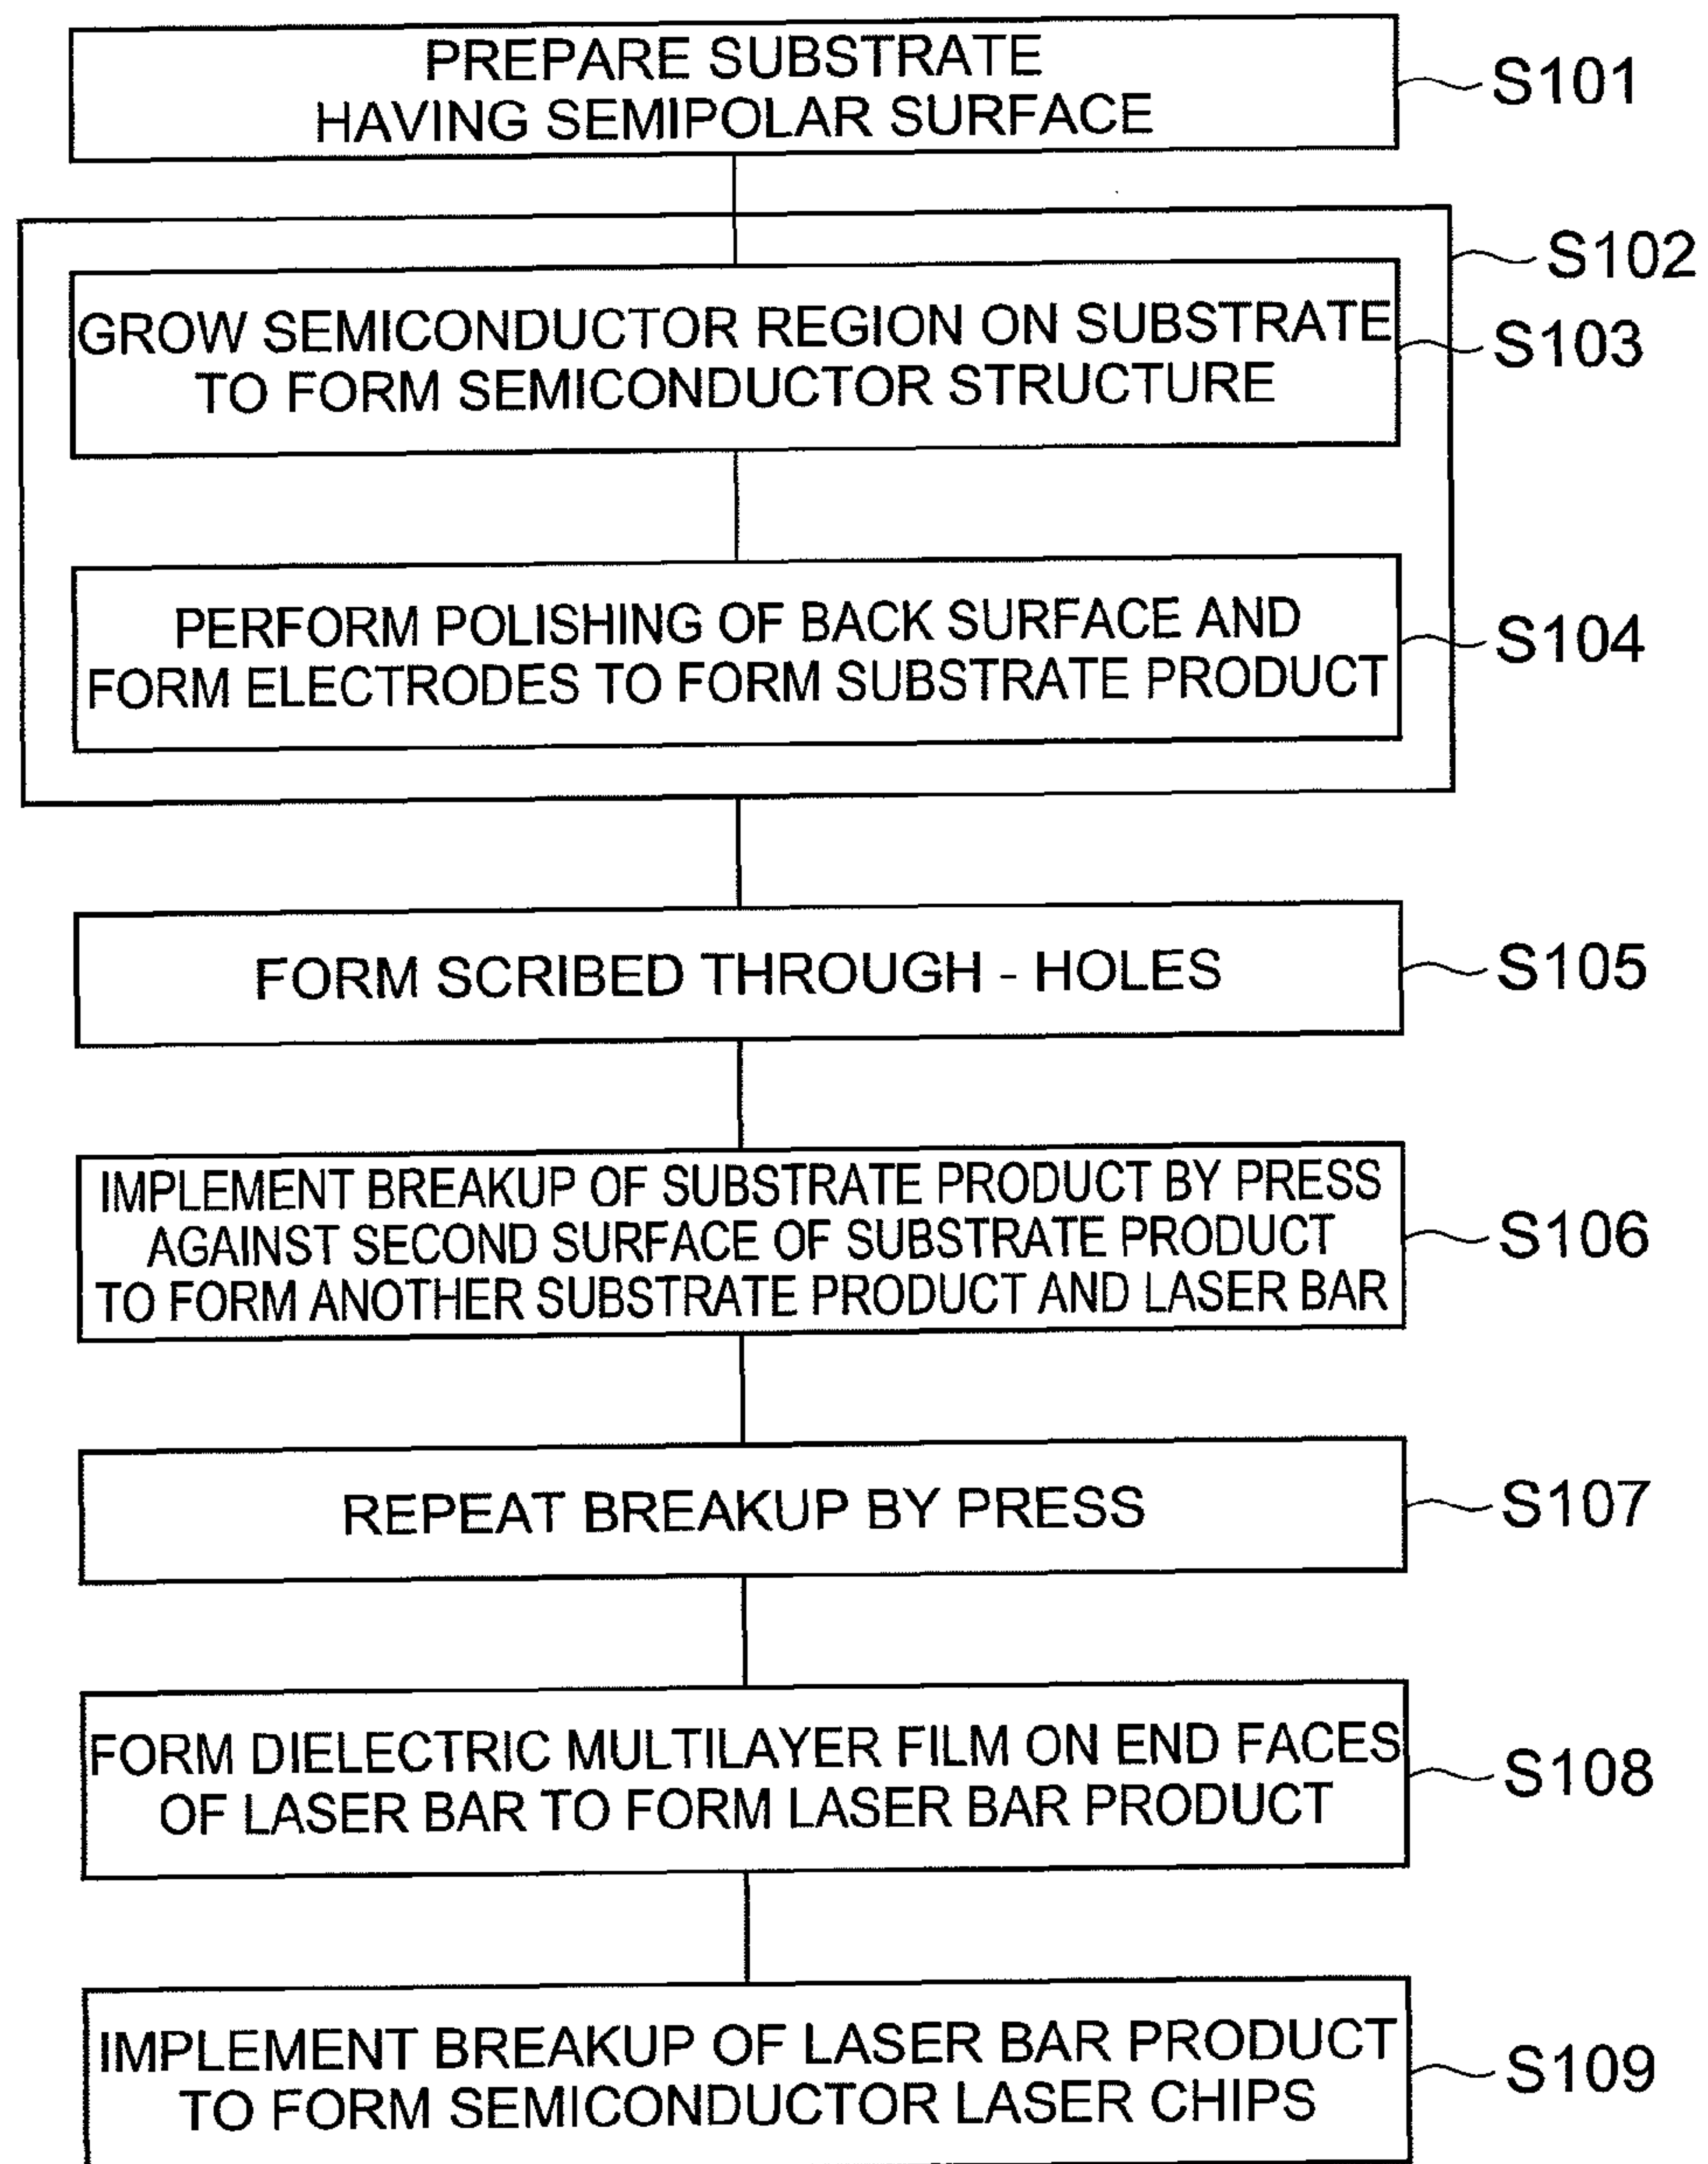 PREPARE SUBSTRATE
HAVING SEMIPOLAR SURFACE
S101
S102
GROW SEMICONDUCTOR REGION ON SUBSTRATE
TO FORM SEMICONDUCTOR STRUCTURE
S103
PERFORM POLISHING OF BACK SURFACE AND
FORM ELECTRODES TO FORM SUBSTRATE PRODUCT
S104
FORM SCRIBED THROUGH - HOLES
S105
IMPLEMENT BREAKUP OF SUBSTRATE PRODUCT BY PRESS
AGAINST SECOND SURFACE OF SUBSTRATE PRODUCT
TO FORM ANOTHER SUBSTRATE PRODUCT AND LASER BAR
S106
REPEAT BREAKUP BY PRESS
S107
FORM DIELECTRIC MULTILAYER FILM ON END FACES
OF LASER BAR TO FORM LASER BAR PRODUCT
S108
IMPLEMENT BREAKUP OF LASER BAR PRODUCT
TO FORM SEMICONDUCTOR LASER CHIPS
S109